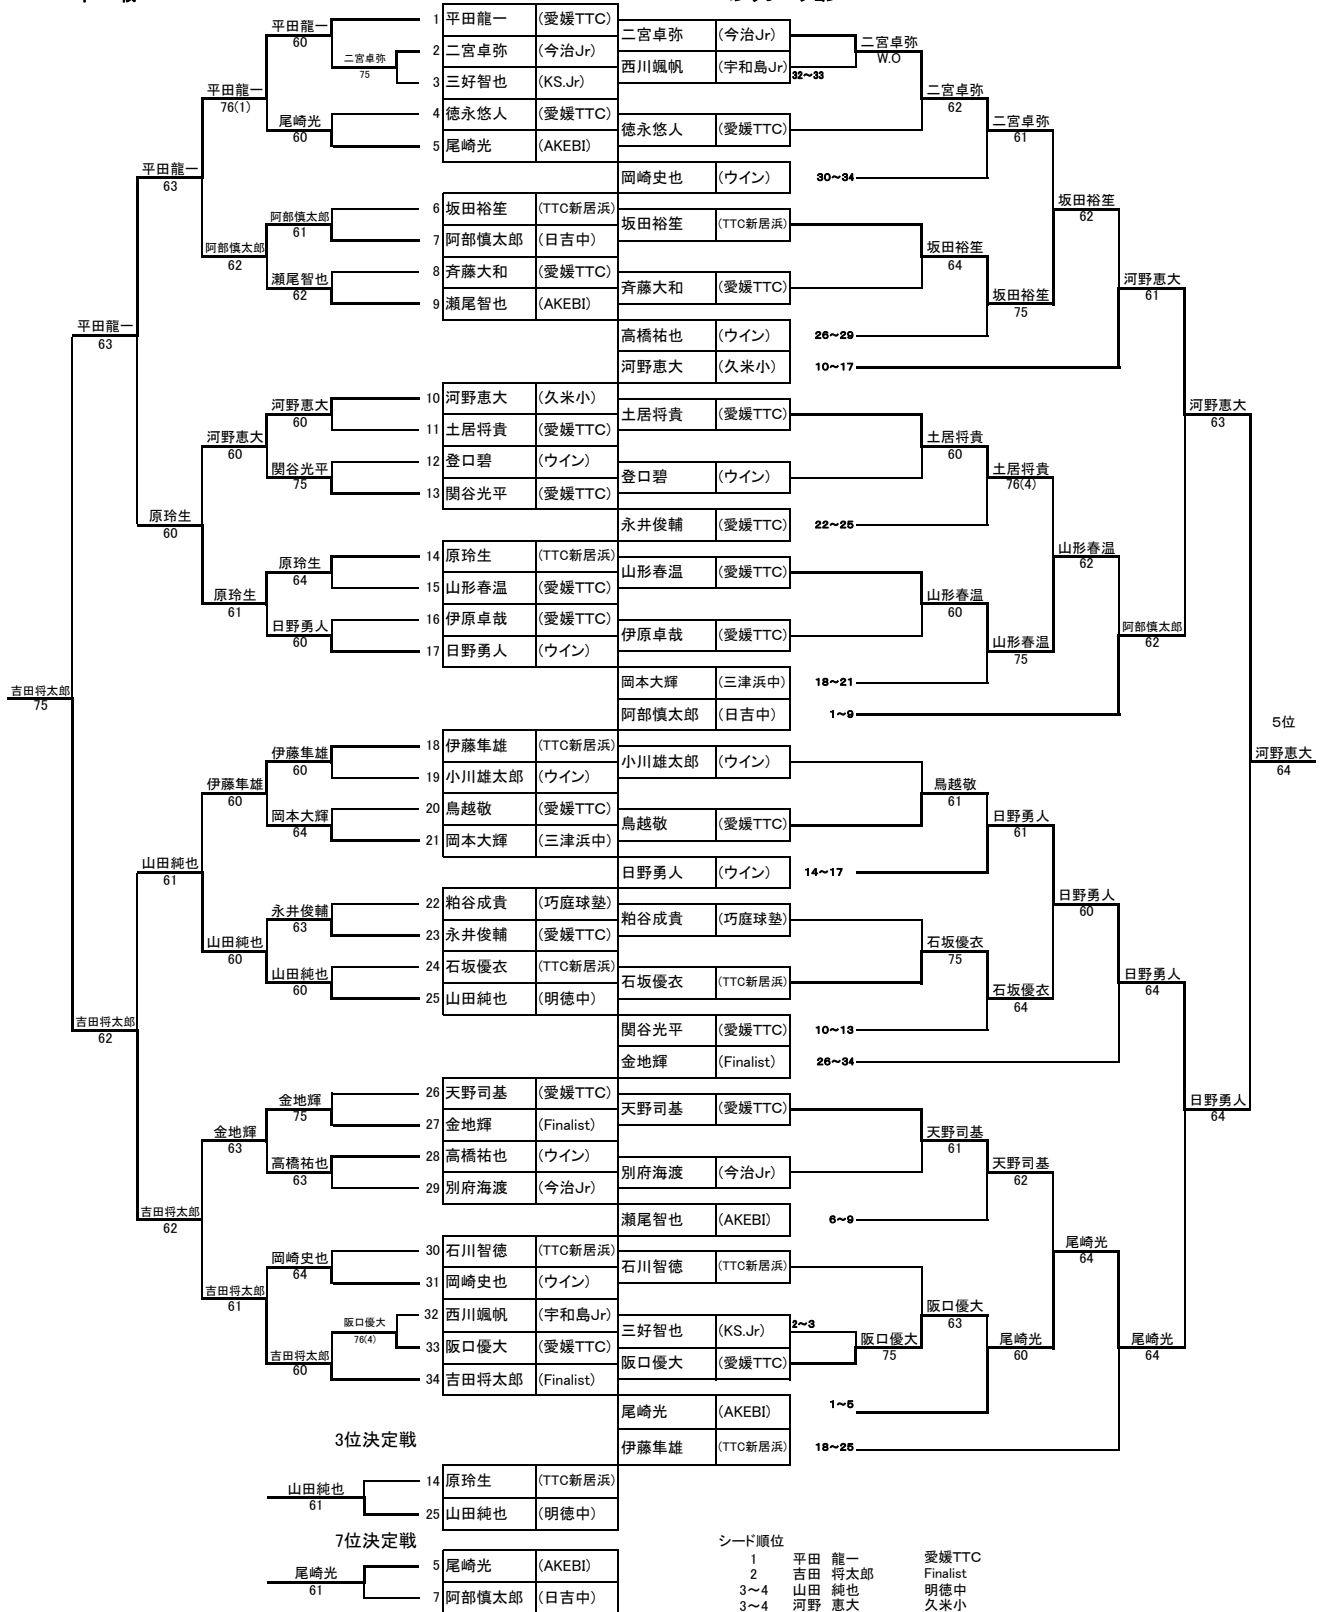 1 平田龍一 (愛媛TTC)
2 二宮卓弥 (今治Jr)
3 三好智也 (KS.Jr)
4 徳永悠人 (愛媛TTC)
5 尾崎光 (AKEBI)
6 坂田裕笙 (TTC新居浜)
7 阿部慎太郎 (日吉中)
8 斉藤大和 (愛媛TTC)
9 瀬尾智也 (AKEBI)
10 河野恵大 (久米小)
11 土居将貴 (愛媛TTC)
12 登口碧 (ウイン)
13 関谷光平 (愛媛TTC)
14 原玲生 (TTC新居浜)
15 山形春温 (愛媛TTC)
16 伊原卓哉 (愛媛TTC)
17 日野勇人 (ウイン)
18 伊藤隼雄 (TTC新居浜)
19 小川雄太郎 (ウイン)
20 鳥越敬 (愛媛TTC)
21 岡本大輝 (三津浜中)
22 粕谷成貴 (巧庭球塾)
23 永井俊輔 (愛媛TTC)
24 石坂優衣 (TTC新居浜)
25 山田純也 (明徳中)
26 天野司基 (愛媛TTC)
27 金地輝 (Finalist)
28 高橋祐也 (ウイン)
29 別府海渡 (今治Jr)
30 石川智徳 (TTC新居浜)
31 岡崎史也 (ウイン)
32 西川颯帆 (宇和島Jr)
33 阪口優大 (愛媛TTC)
34 吉田将太郎 (Finalist)
二宮卓弥 75
阪口優大 76(4)
平田龍一 60
尾崎光 60
阿部慎太郎 61
瀬尾智也 62
河野恵大 60
関谷光平 75
原玲生 64
日野勇人 60
伊藤隼雄 60
岡本大輝 64
永井俊輔 63
山田純也 60
金地輝 75
高橋祐也 63
岡崎史也 64
吉田将太郎 60
平田龍一 76(1)
阿部慎太郎 62
河野恵大 60
原玲生 61
伊藤隼雄 60
山田純也 60
金地輝 63
吉田将太郎 61
平田龍一 63
原玲生 60
山田純也 61
吉田将太郎 62
平田龍一 63
吉田将太郎 62
吉田将太郎 75
二宮卓弥 (今治Jr)
西川颯帆 (宇和島Jr) 32〜33
徳永悠人 (愛媛TTC)
岡崎史也 (ウイン) 30〜34
坂田裕笙 (TTC新居浜)
斉藤大和 (愛媛TTC)
高橋祐也 (ウイン) 26〜29
河野恵大 (久米小) 10〜17
土居将貴 (愛媛TTC)
登口碧 (ウイン)
永井俊輔 (愛媛TTC) 22〜25
山形春温 (愛媛TTC)
伊原卓哉 (愛媛TTC)
岡本大輝 (三津浜中) 18〜21
阿部慎太郎 (日吉中) 1〜9
小川雄太郎 (ウイン)
鳥越敬 (愛媛TTC)
日野勇人 (ウイン) 14〜17
粕谷成貴 (巧庭球塾)
石坂優衣 (TTC新居浜)
関谷光平 (愛媛TTC) 10〜13
金地輝 (Finalist) 26〜34
天野司基 (愛媛TTC)
別府海渡 (今治Jr)
瀬尾智也 (AKEBI) 6〜9
石川智徳 (TTC新居浜)
三好智也 (KS.Jr) 2〜3
阪口優大 (愛媛TTC)
尾崎光 (AKEBI) 1〜5
伊藤隼雄 (TTC新居浜) 18〜25
二宮卓弥 W.O
阪口優大 75
二宮卓弥 62
坂田裕笙 64
土居将貴 60
山形春温 60
鳥越敬 61
石坂優衣 75
天野司基 61
阪口優大 63
二宮卓弥 61
坂田裕笙 75
土居将貴 76(4)
山形春温 75
日野勇人 61
石坂優衣 64
天野司基 62
尾崎光 60
坂田裕笙 62
山形春温 62
日野勇人 60
尾崎光 64
河野恵大 61
阿部慎太郎 62
日野勇人 64
尾崎光 64
河野恵大 63
日野勇人 64
5位
河野恵大 64
3位決定戦
14 原玲生 (TTC新居浜)
25 山田純也 (明徳中)
山田純也 61
7位決定戦
5 尾崎光 (AKEBI)
7 阿部慎太郎 (日吉中)
尾崎光 61
シード順位
1 平田 龍一 愛媛TTC
2 吉田 将太郎 Finalist
3〜4 山田 純也 明徳中
3〜4 河野 恵大 久米小